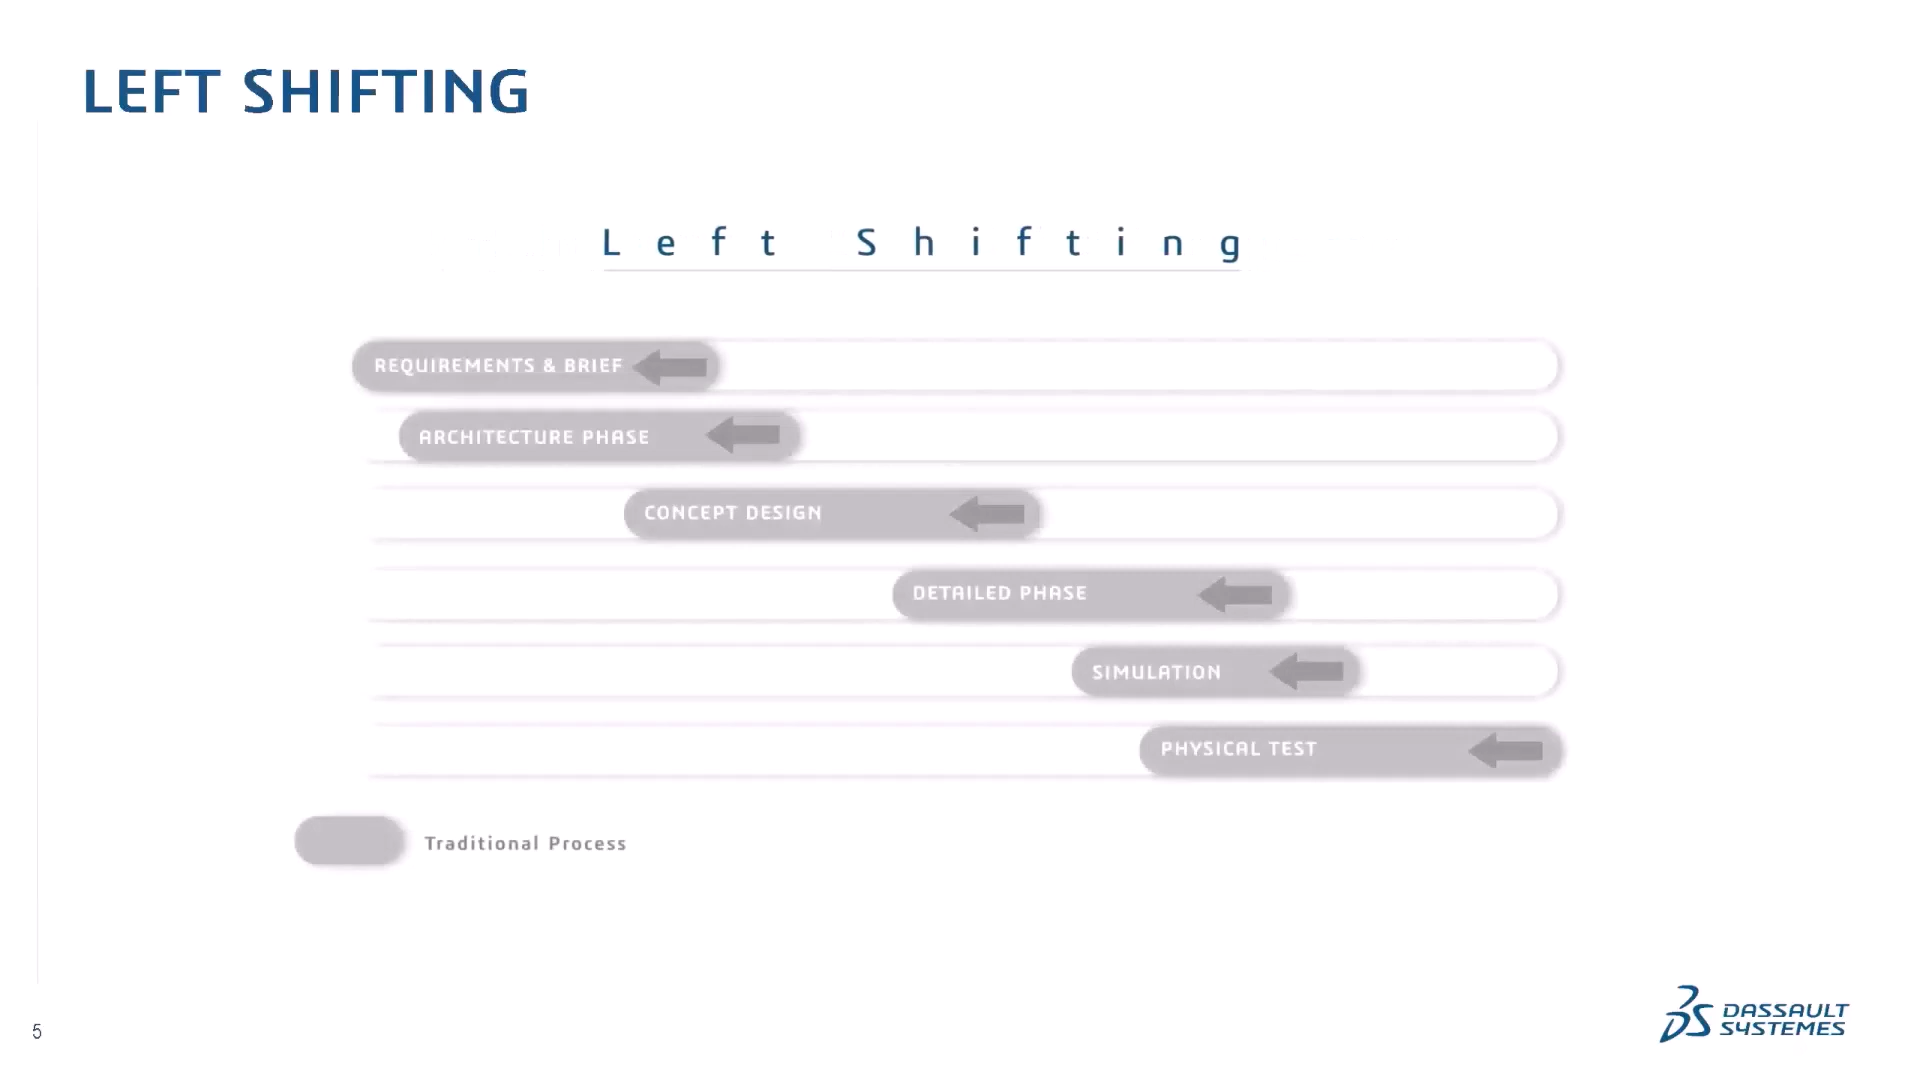 LEFT SHIFTING
Left Shifting
REQUIREMENTS & BRIEF
ARCHITECTURE PHASE
CONCEPT DESIGN
DETAILED PHASE
SIMULATION
PHYSICAL TEST
Traditional Process
5
DASSAULT
SYSTEMES